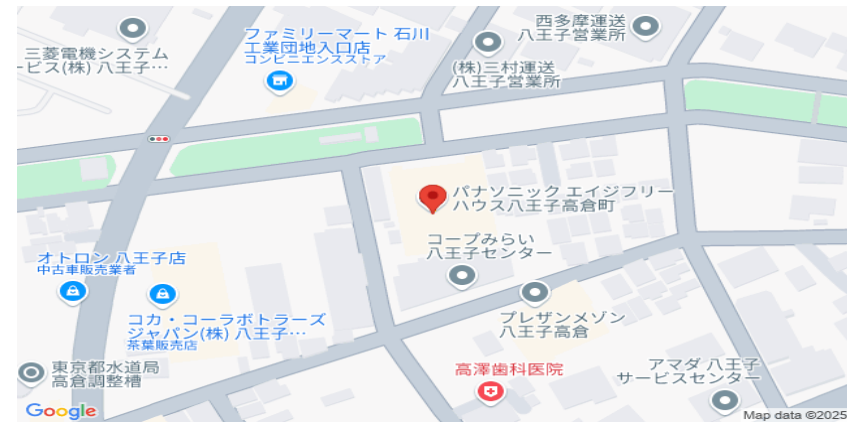 三菱電機システム
ービス(株) 八王子…
ファミリーマート 石川
工業団地入口店
コンビニエンスストア
西多摩運送
八王子営業所
(株)三村運送
八王子営業所
パナソニック エイジフリー
ハウス八王子高倉町
コープみらい
八王子センター
オトロン 八王子店
中古車販売業者
コカ・コーラボトラーズ
ジャパン(株) 八王子…
茶葉販売店
プレザンメゾン
八王子高倉
東京都水道局
高倉調整槽
高澤歯科医院
アマダ 八王子
サービスセンター
Google
Map data ©2025